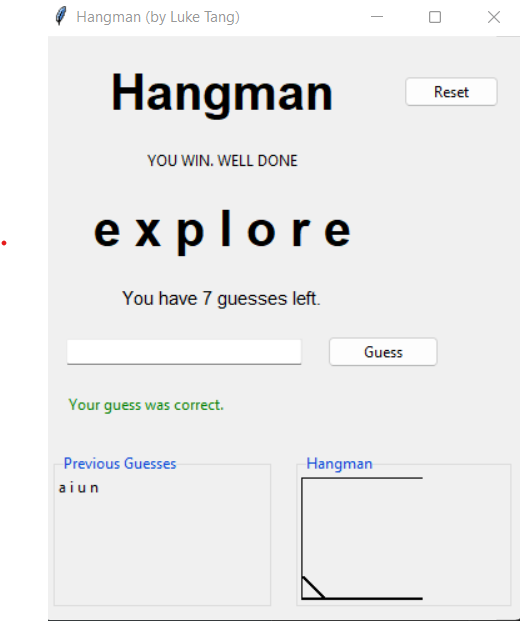 Hangman (by Luke Tang)
Hangman
Reset
YOU WIN. WELL DONE
e x p l o r e
You have 7 guesses left.
Guess
Your guess was correct.
Previous Guesses
a i u n
Hangman